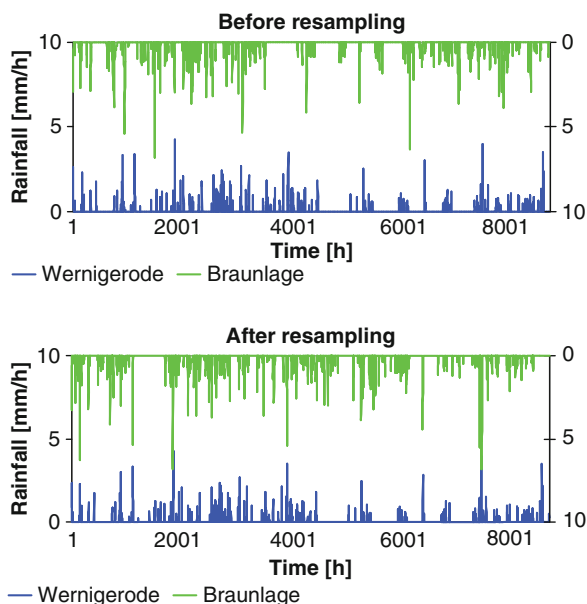 Before resampling
10 0
Rainfall [mm/h]
5 5
0 10
1 2001 4001 6001 8001
Time [h]
Wernigerode Braunlage
After resampling
10 0
Rainfall [mm/h]
5 5
0 10
1 2001 4001 6001 8001
Time [h]
Wernigerode Braunlage